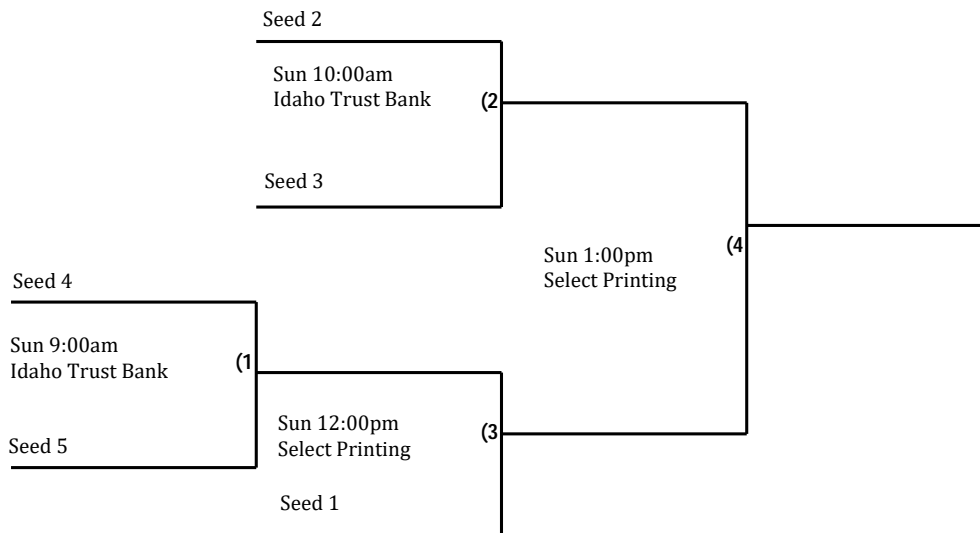 Seed 2
Sun 10:00am
Idaho Trust Bank
(2
Seed 3
Sun 1:00pm
Select Printing
(4
Seed 4
Sun 9:00am
Idaho Trust Bank
(1
Seed 5
Sun 12:00pm
Select Printing
(3
Seed 1